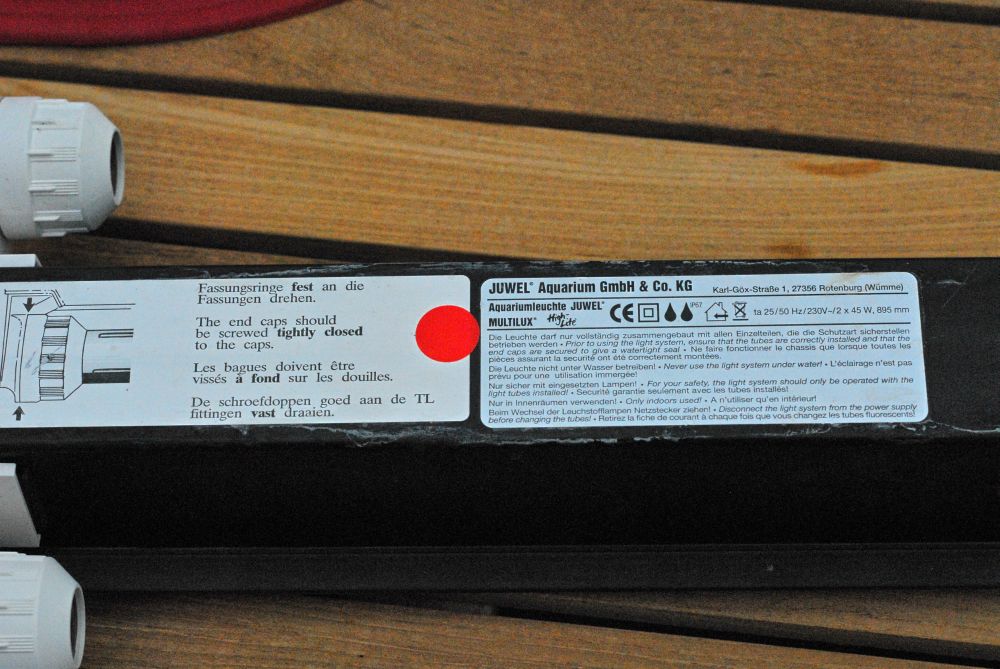 Fassungsringe fest an die
Fassungen drehen.
The end caps should
be screwed tightly closed
to the caps.
Les bagues doivent être
vissés à fond sur les douilles.
De schroefdoppen goed aan de TL
fittingen vast draaien.
JUWEL® Aquarium GmbH & Co. KG Karl-Göx-Straße 1, 27356 Rotenburg (Wümme)
Aquariumleuchte JUWEL®
MULTILUX® High-Lite CE IP67 ta 25/50 Hz/230V~/2 x 45 W, 895 mm
Die Leuchte darf nur vollständig zusammengebaut mit allen Einzelteilen, die die Schutzart sicherstellen
betrieben werden • Prior to using the light system, ensure that the tubes are correctly installed and that the
end caps are secured to give a watertight seal • Ne faire fonctionner le chassis que lorsque toutes les
pièces assurant la securité ont été correctement montées.
Die Leuchte nicht unter Wasser betreiben! • Never use the light system under water! • L'éclairage n'est pas
prévu pour une utilisation immergée!
Nur sicher mit eingesetzten Lampen! • For your safety, the light system should only be operated with the
light tubes installed! • Securité garantie seulement avec les tubes installés!
Nur in Innenräumen verwenden! • Only indoors used! • A n'utiliser qu'en intérieur!
Beim Wechsel der Leuchstofflampen Netzstecker ziehen! • Disconnect the light system from the power supply
before changing the tubes! • Retirez la fiche de courant à chaque fois que vous changez les tubes fluorescents!